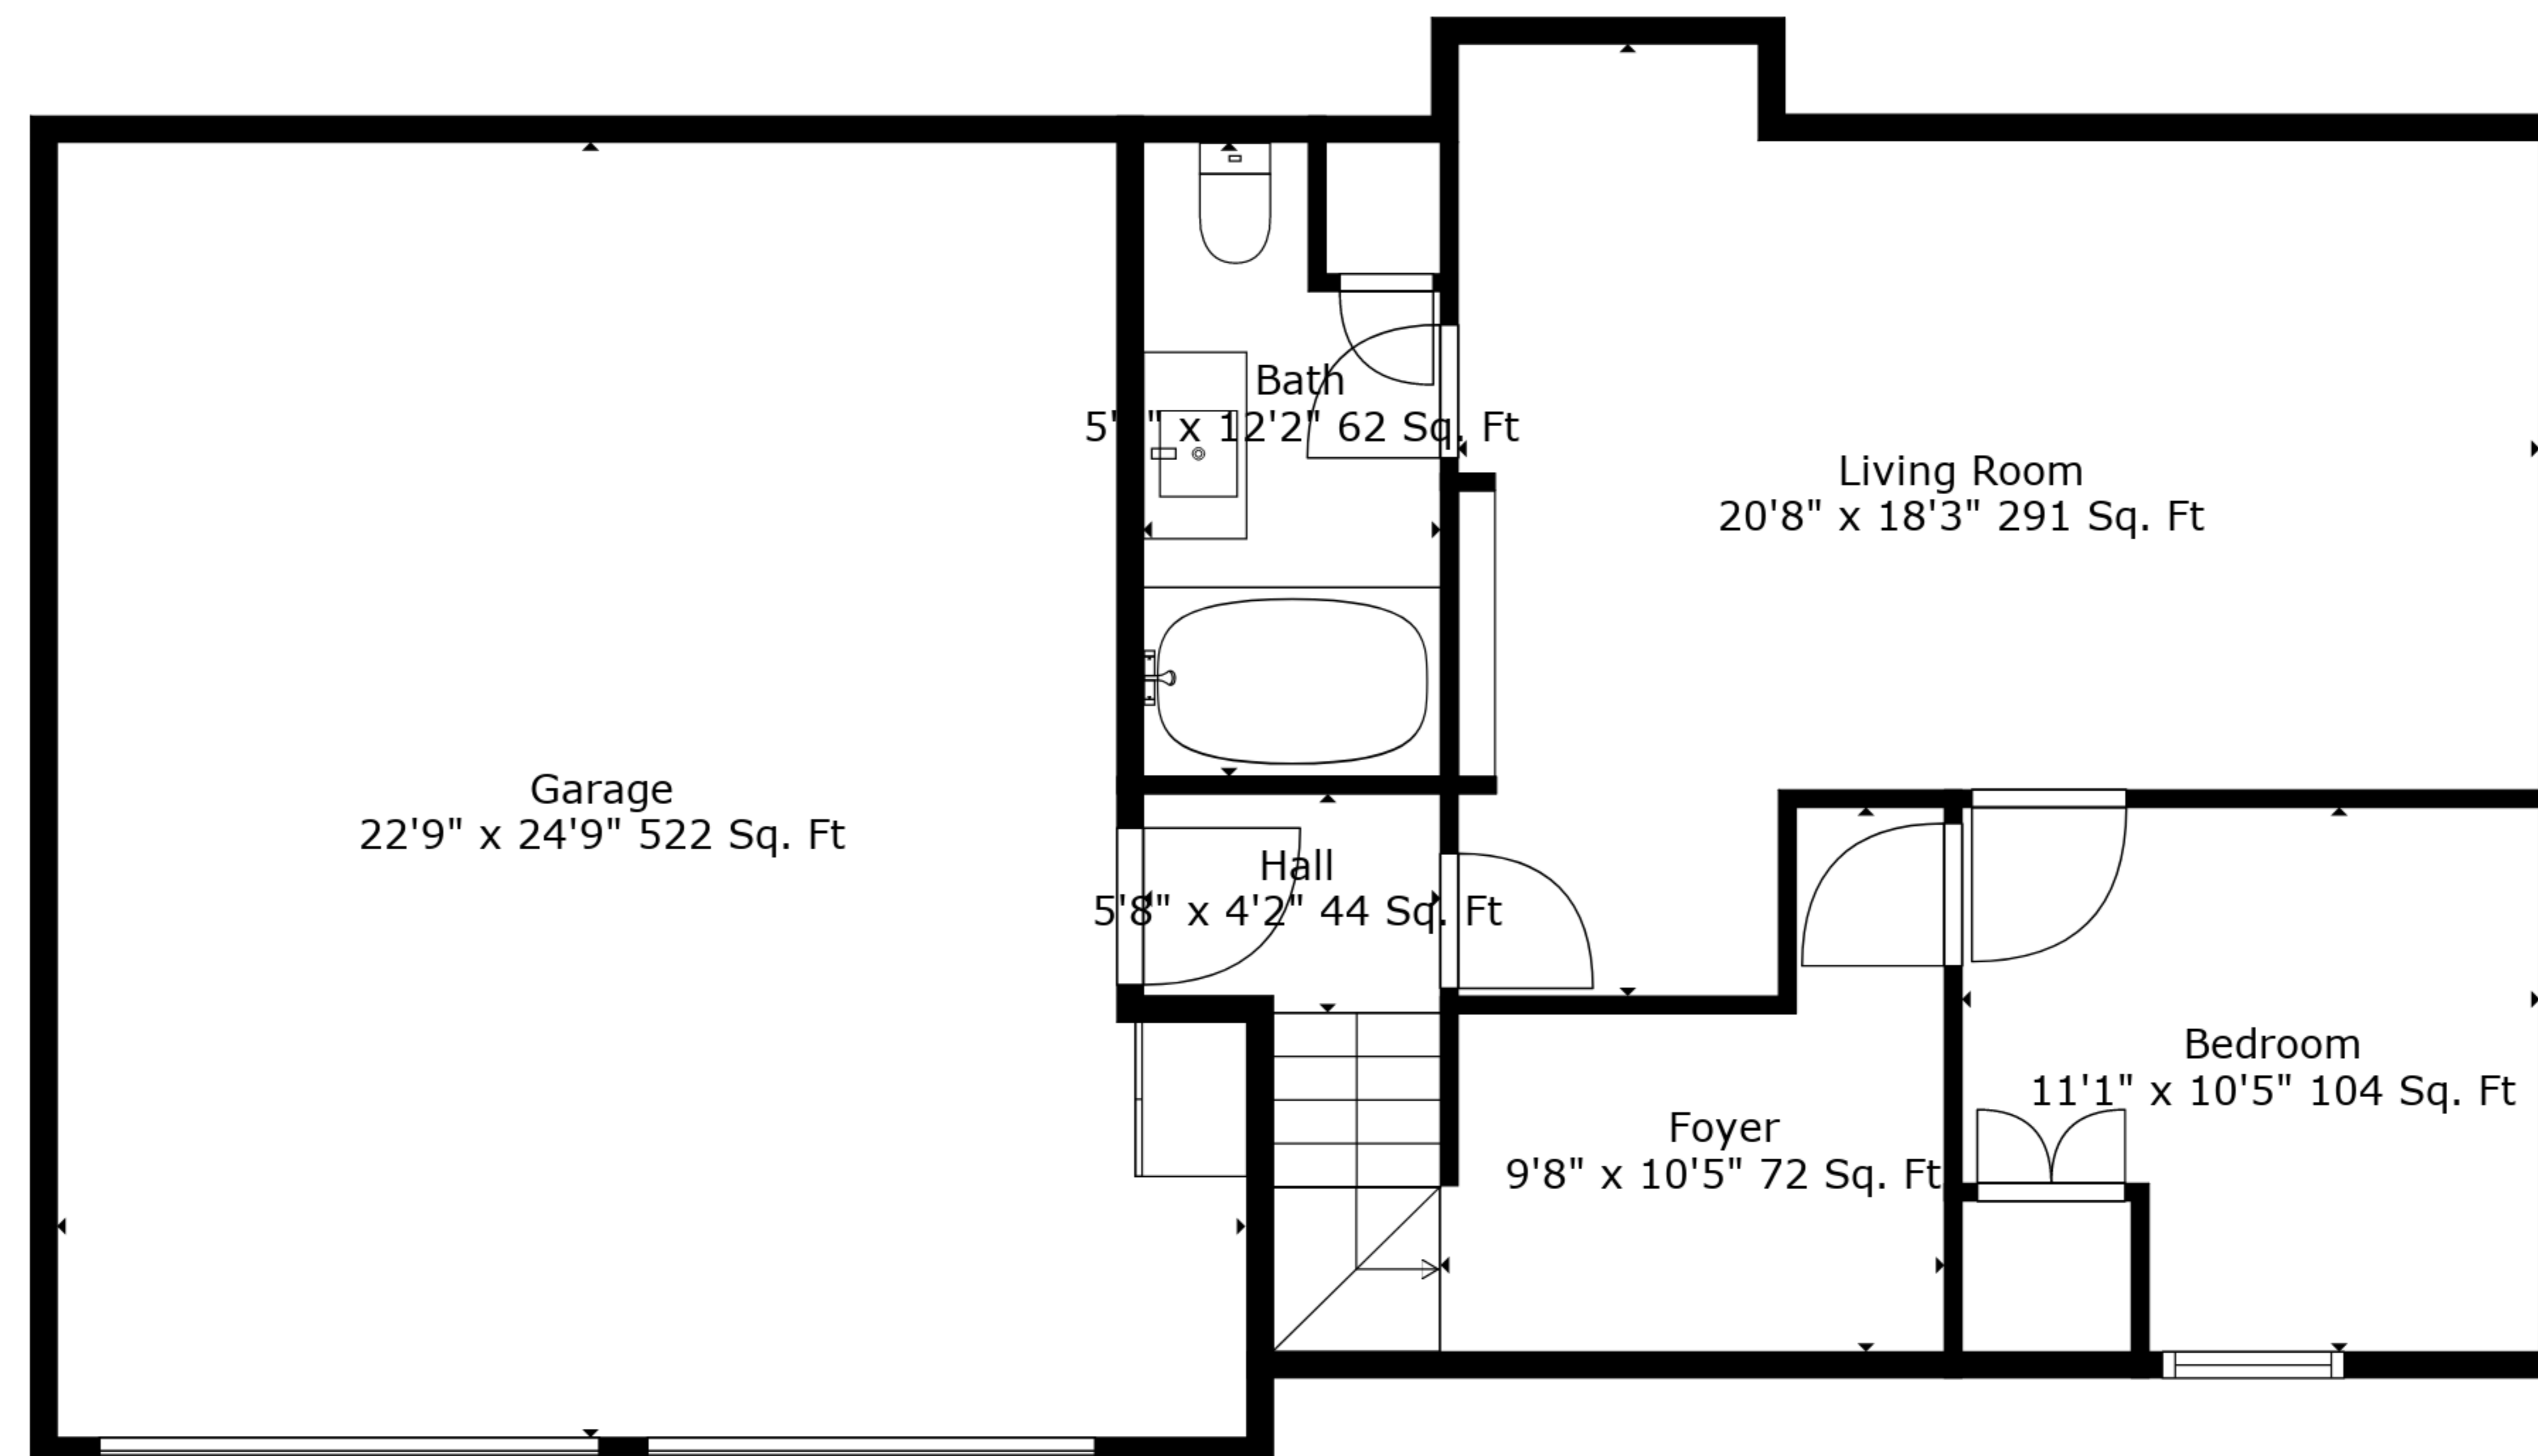 Bath
5' " x 12'2" 62 Sq. Ft
Living Room
20'8" x 18'3" 291 Sq. Ft
Garage
22'9" x 24'9" 522 Sq. Ft
Hall
5'8" x 4'2" 44 Sq. Ft
Bedroom
11'1" x 10'5" 104 Sq. Ft
Foyer
9'8" x 10'5" 72 Sq. Ft